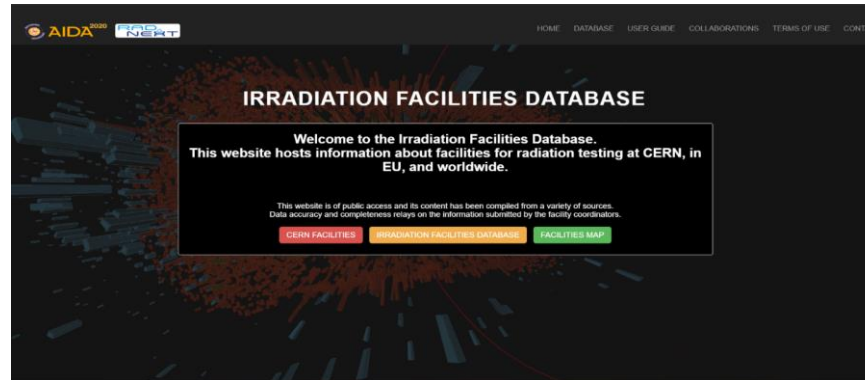 AIDA2020 RADNEXT HOME DATABASE USER GUIDE COLLABORATIONS TERMS OF USE CONT
IRRADIATION FACILITIES DATABASE
Welcome to the Irradiation Facilities Database.
This website hosts information about facilities for radiation testing at CERN, in
EU, and worldwide.
This website is of public access and its content has been compiled from a variety of sources.
Data accuracy and completeness relays on the information submitted by the facility coordinators.
CERN FACILITIES IRRADIATION FACILITIES DATABASE FACILITIES MAP